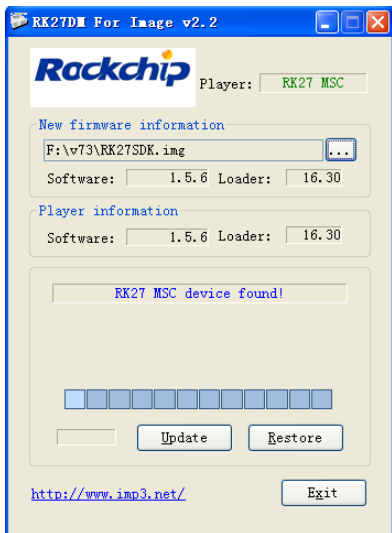 RK27DM For Image v2.2
Rockchip
Player: RK27 MSC
New firmware information
F:\v73\RK27SDK.img ...
Software: 1.5.6 Loader: 16.30
Player information
Software: 1.5.6 Loader: 16.30
RK27 MSC device found!
Update Restore
http://www.imp3.net/ Exit